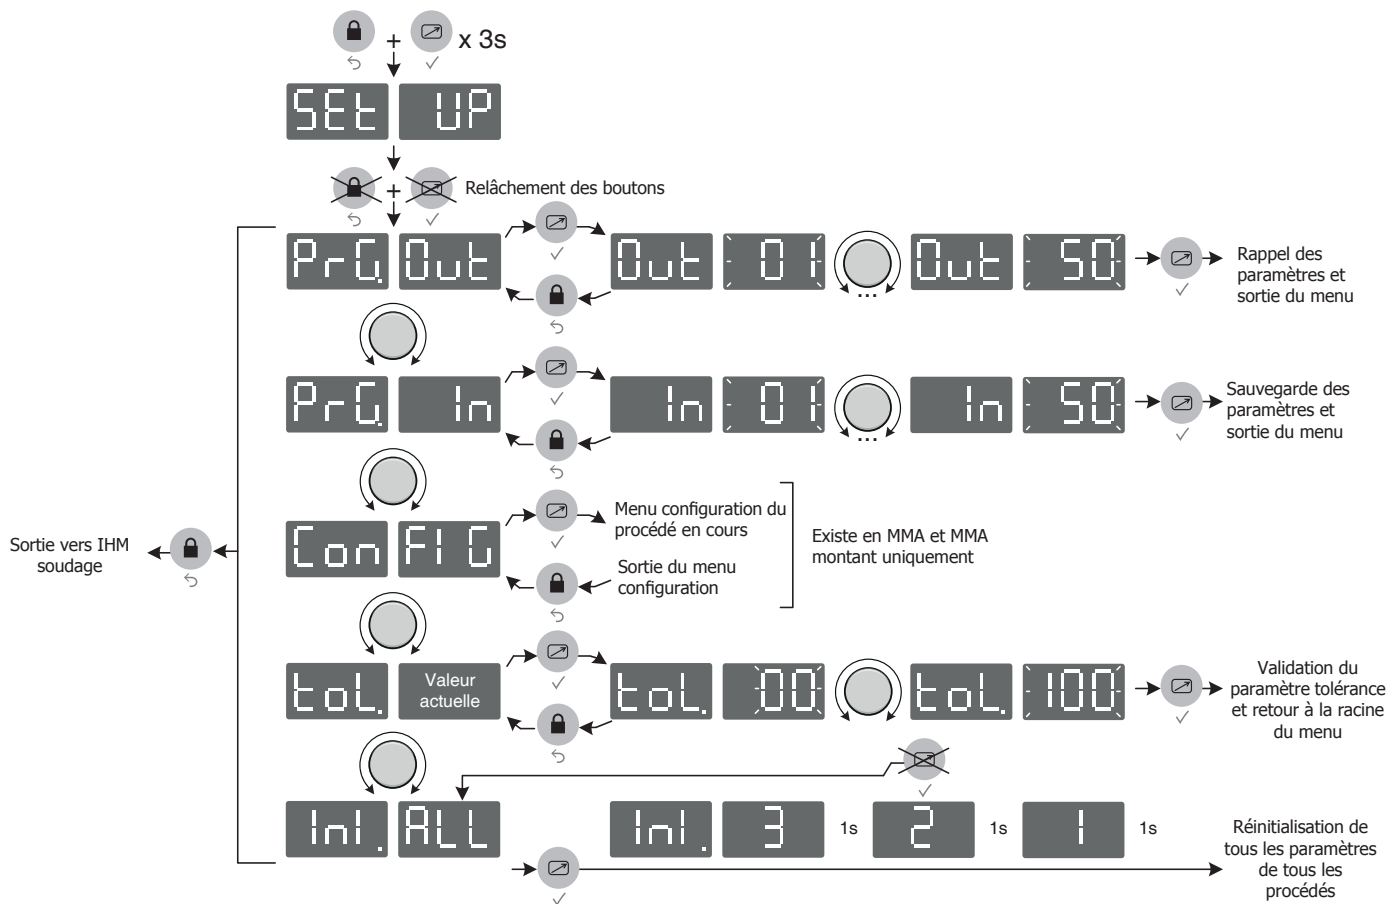 +
x 3s
SEt UP
+
Relâchement des boutons
PrG. Out
Out 01
...
Out 50
Rappel des
paramètres et
sortie du menu
PrG. In
In 01
...
In 50
Sauvegarde des
paramètres et
sortie du menu
Con FIG
Menu configuration du
procédé en cours
Sortie du menu
configuration
Existe en MMA et MMA
montant uniquement
Sortie vers IHM
soudage
toL.
Valeur
actuelle
toL. 00
toL. 100
Validation du
paramètre tolérance
et retour à la racine
du menu
InI. ALL
InI. 3 1s 2 1s 1 1s
Réinitialisation de
tous les paramètres
de tous les
procédés